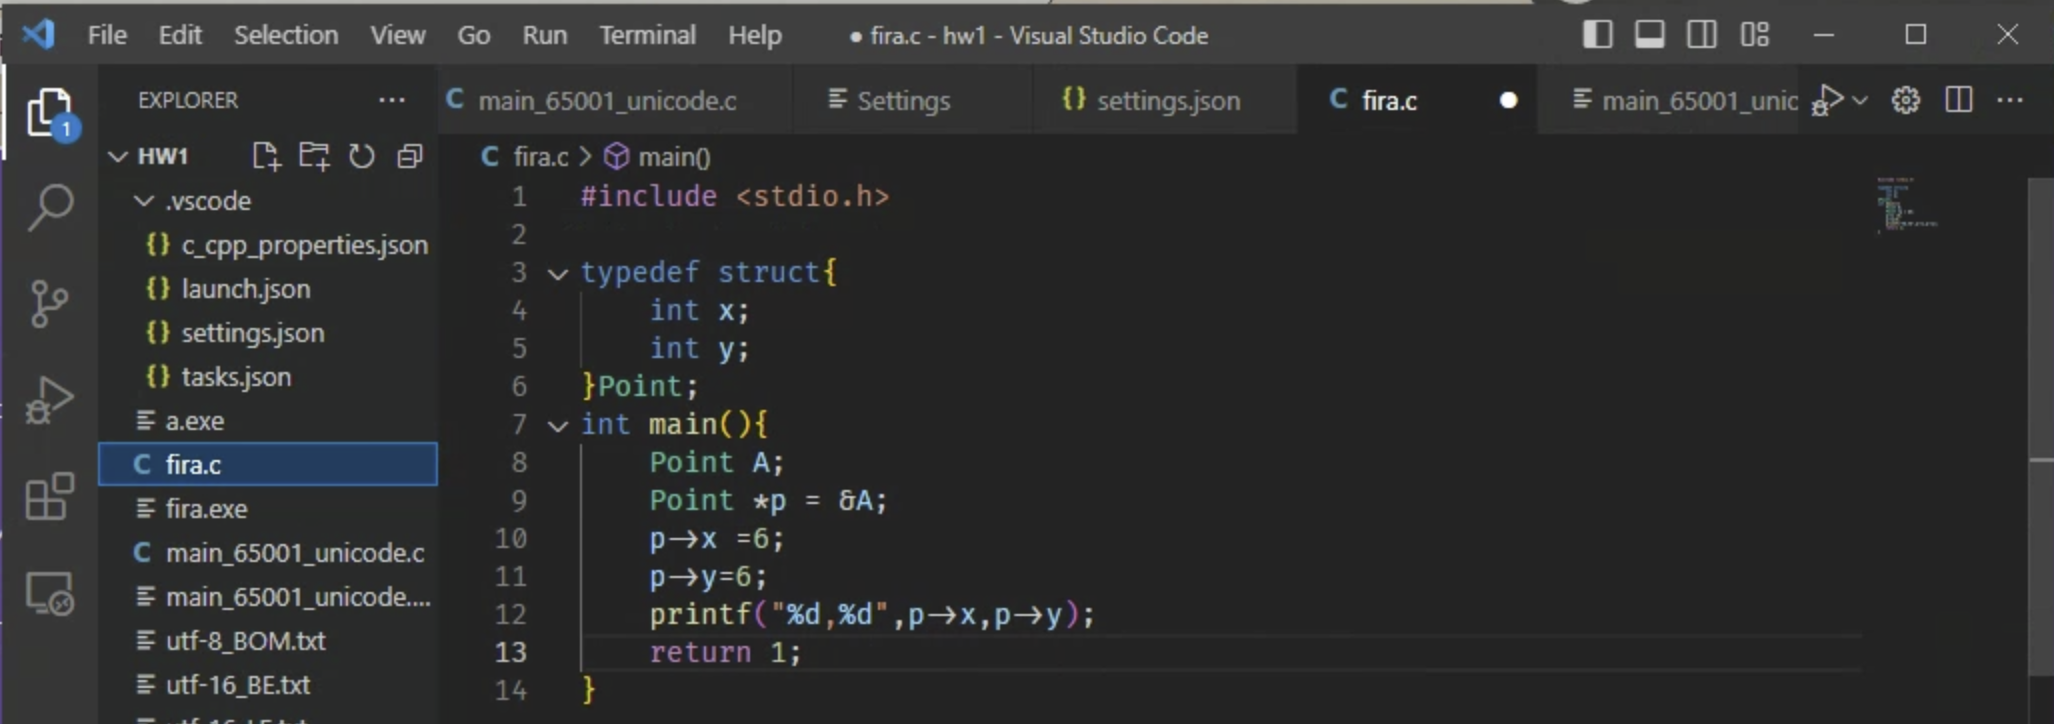 File Edit Selection View Go Run Terminal Help ● fira.c - hw1 - Visual Studio Code
EXPLORER ···
main_65001_unicode.c Settings {} settings.json C fira.c ● main_65001_unic
1
HW1
.vscode
{} c_cpp_properties.json
{} launch.json
{} settings.json
{} tasks.json
a.exe
C fira.c
fira.exe
C main_65001_unicode.c
main_65001_unicode....
utf-8_BOM.txt
utf-16_BE.txt
C fira.c > main()
1 #include <stdio.h>
2
3 typedef struct{
4 int x;
5 int y;
6 }Point;
7 int main(){
8 Point A;
9 Point *p = &A;
10 p→x =6;
11 p→y=6;
12 printf("%d,%d",p→x,p→y);
13 return 1;
14 }